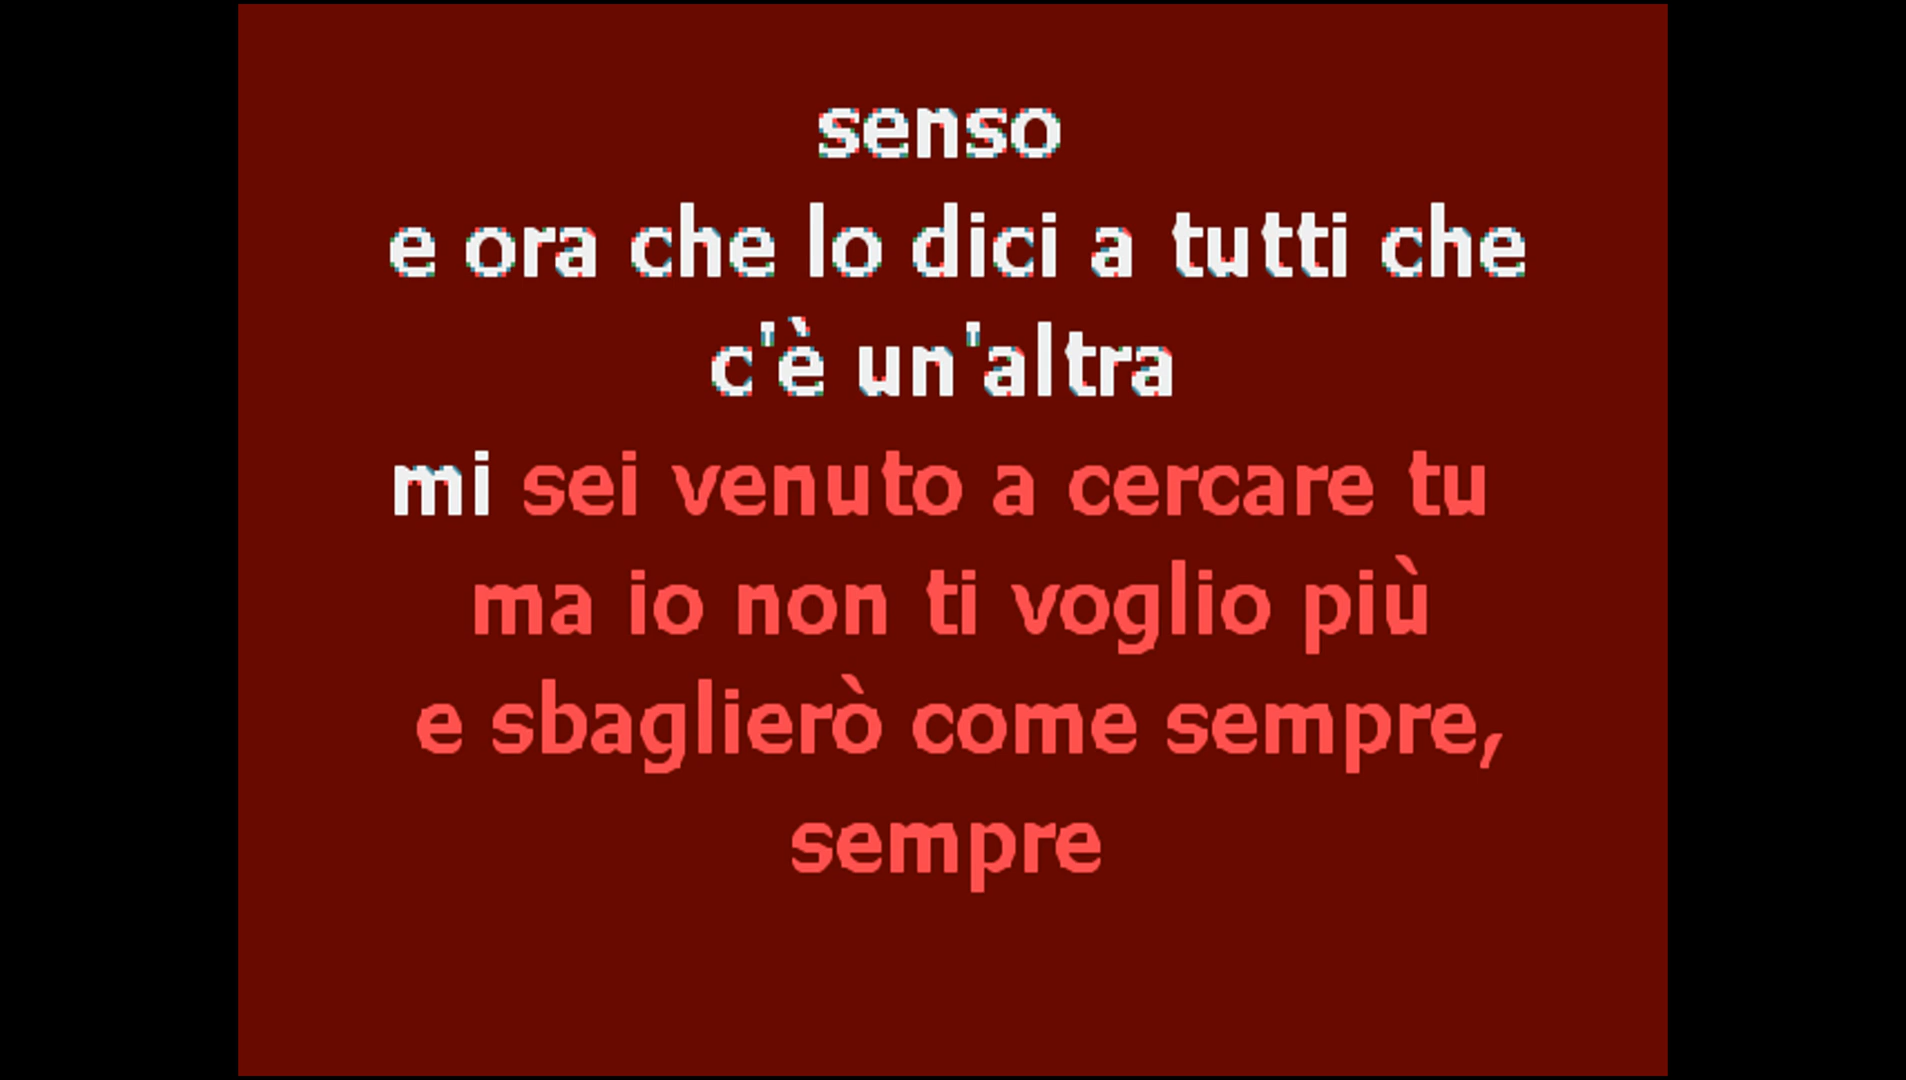 senso
e ora che lo dici a tutti che
c'è un'altra
mi sei venuto a cercare tu
ma io non ti voglio più
e sbaglierò come sempre,
sempre